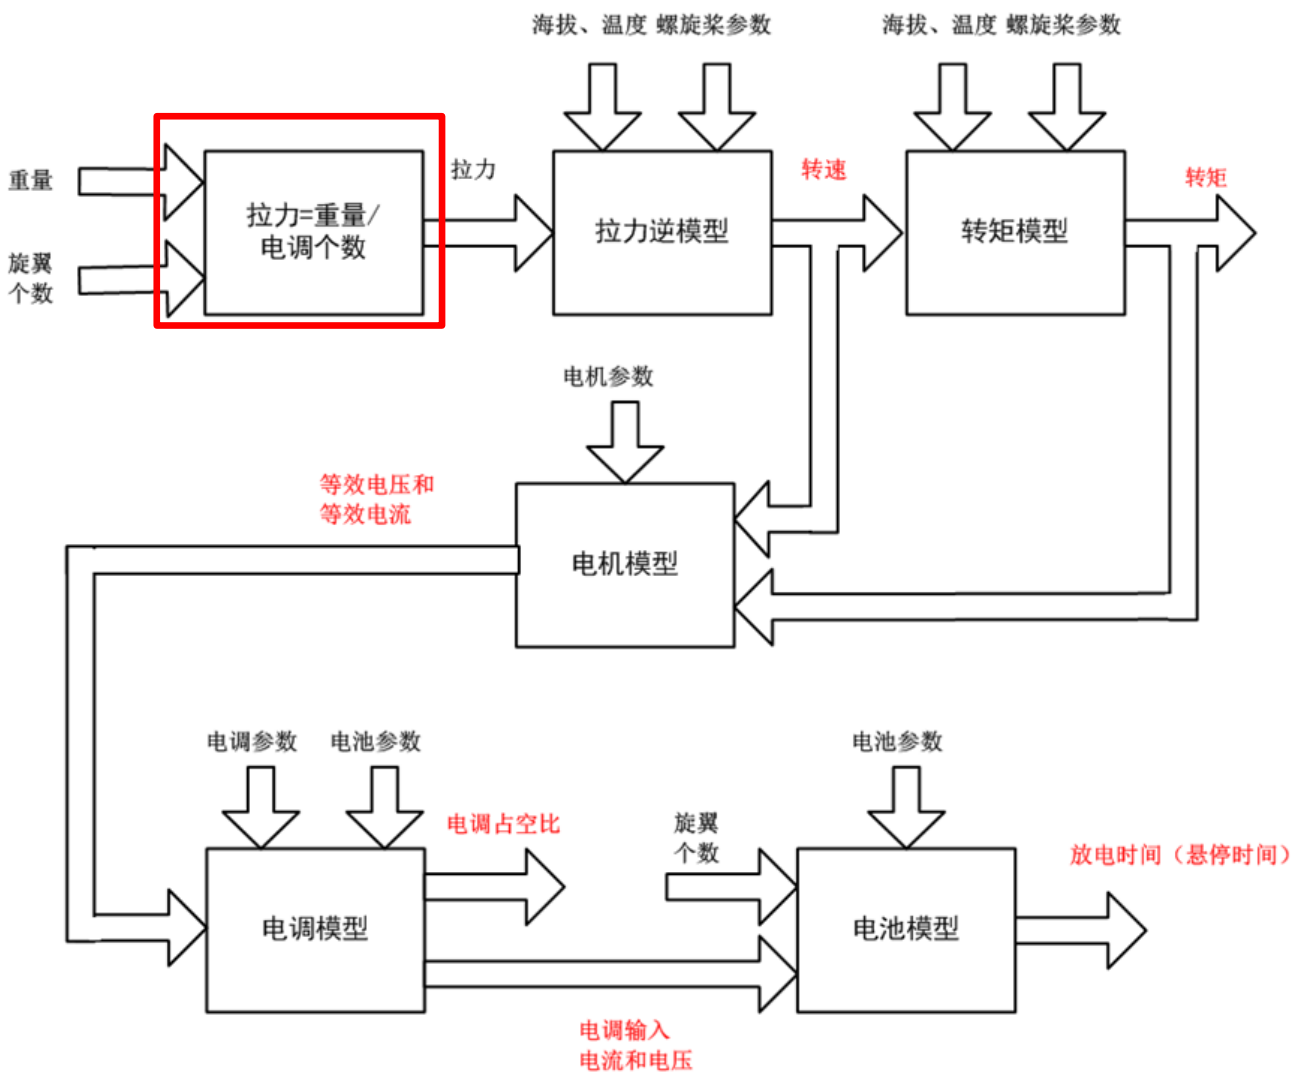 海拔、温度 螺旋桨参数
海拔、温度 螺旋桨参数
重量
旋翼
个数
拉力=重量/
电调个数
拉力
拉力逆模型
转速
转矩模型
转矩
电机参数
等效电压和
等效电流
电机模型
电调参数
电池参数
电调占空比
旋翼
个数
电池参数
放电时间（悬停时间）
电调模型
电池模型
电调输入
电流和电压